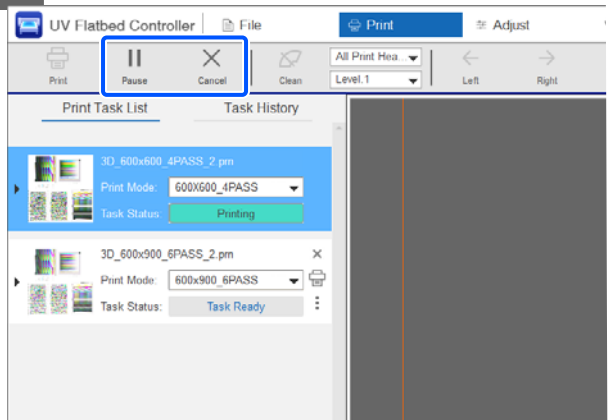 UV Flatbed Controller File Print Adjust
All Print Hea...
Print Pause Cancel Clean Level.1 Left Right
Print Task List Task History
3D_600x600_4PASS_2.prn
Print Mode: 600X600_4PASS
Task Status: Printing
3D_600x900_6PASS_2.prn
Print Mode: 600x900_6PASS
Task Status: Task Ready